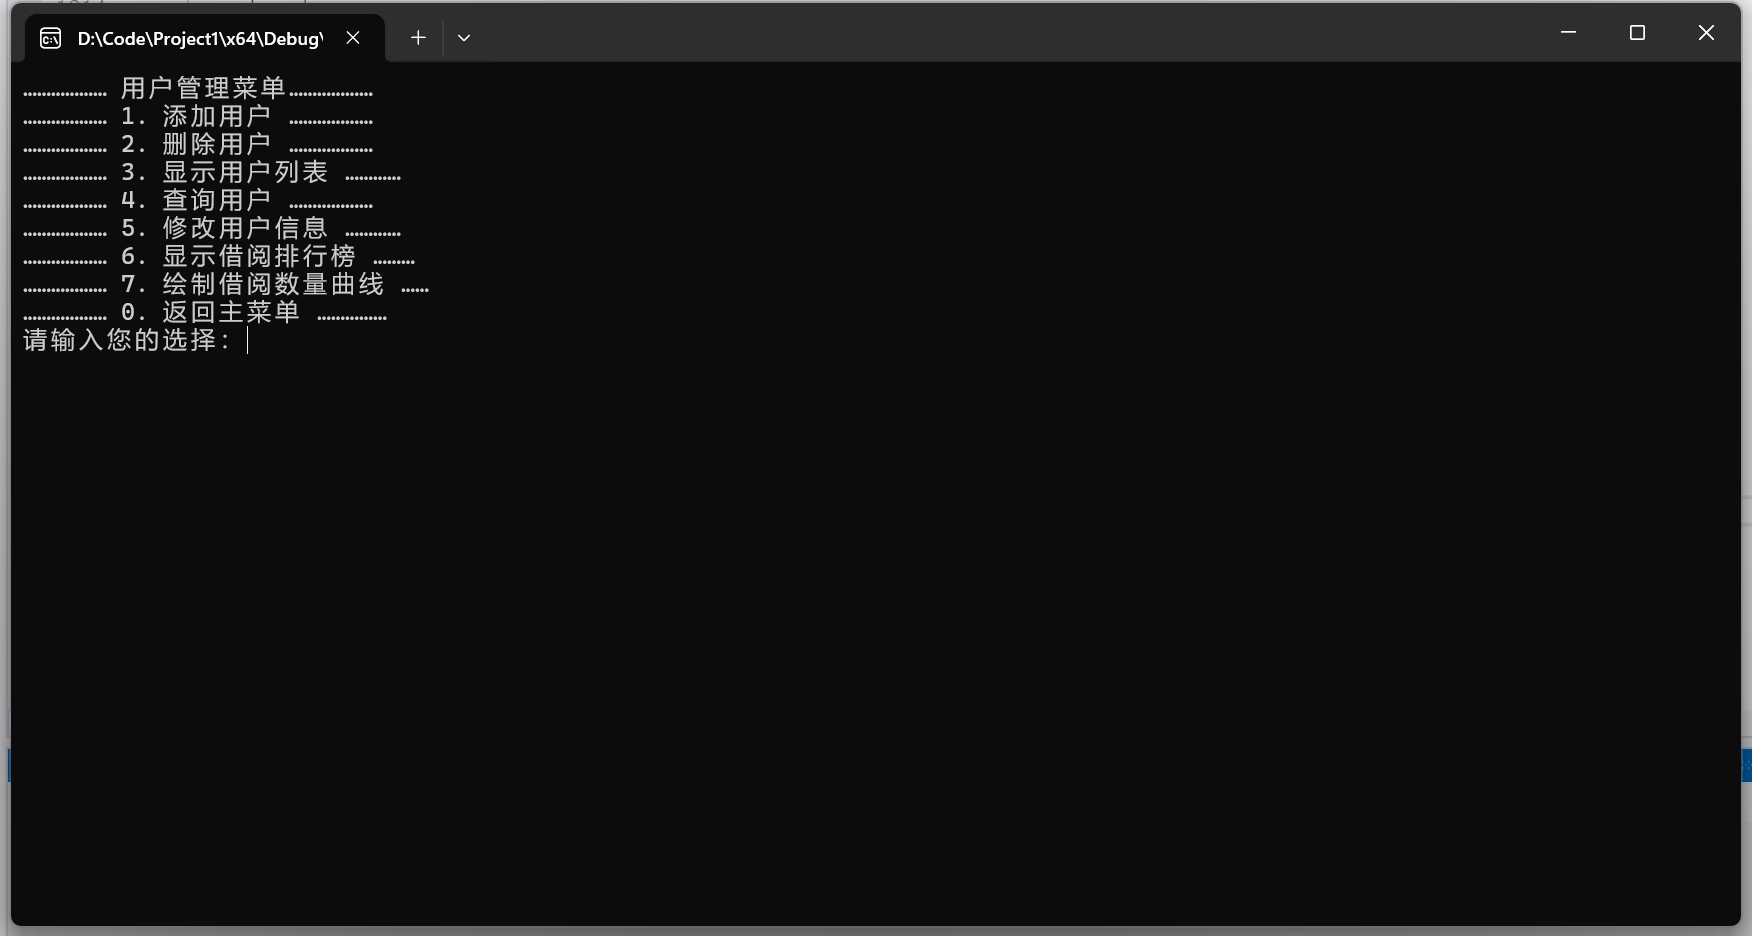 D:\Code\Project1\x64\Debug\
……………… 用户管理菜单………………
……………… 1. 添加用户 ………………
……………… 2. 删除用户 ………………
……………… 3. 显示用户列表 …………
……………… 4. 查询用户 ………………
……………… 5. 修改用户信息 …………
……………… 6. 显示借阅排行榜 ………
……………… 7. 绘制借阅数量曲线 ……
……………… 0. 返回主菜单 ……………
请输入您的选择: